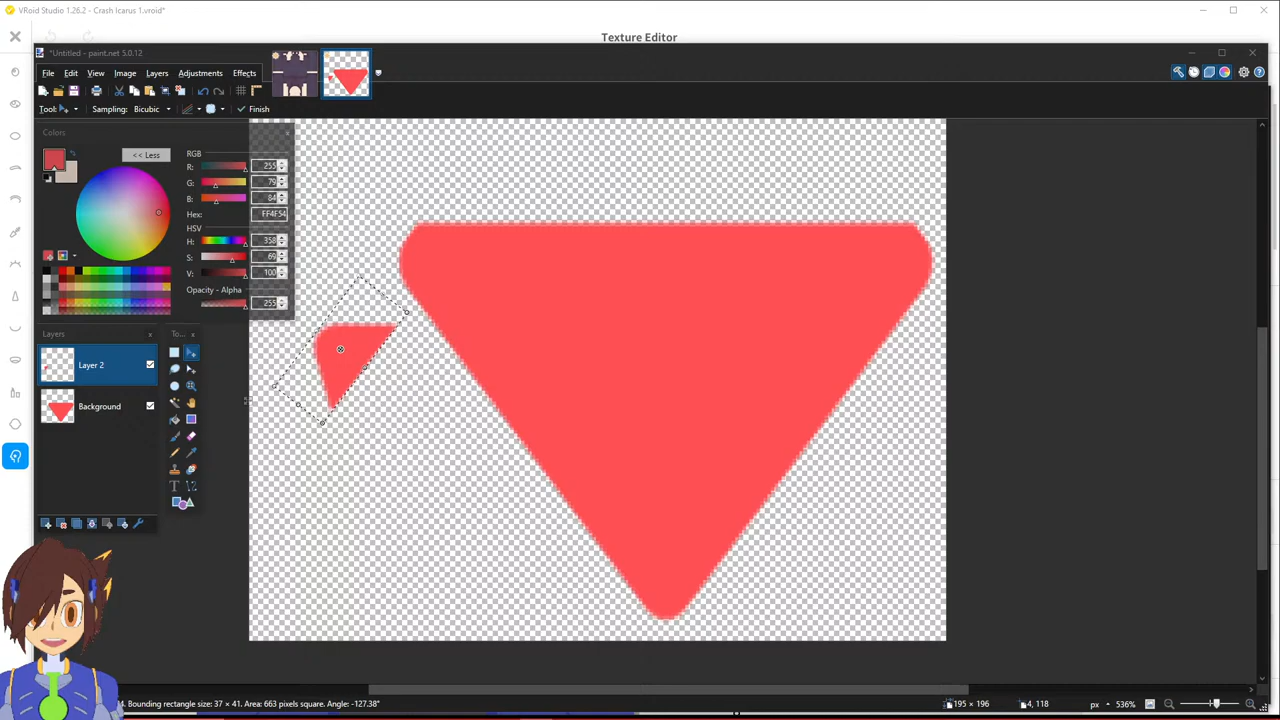 VRoid Studio 1.26.2 - Crash Icarus 1.vroid*
Texture Editor
*Untitled - paint.net 5.0.12
File Edit View Image Layers Adjustments Effects
Tool: Sampling: Bicubic Finish
Colors
<< Less
RGB
R: 255
G: 79
B: 84
Hex: FF4F54
HSV
H: 358
S: 69
V: 100
Opacity - Alpha
255
Layers
To...
Layer 2
Background
Bounding rectangle size: 37 × 41. Area: 663 pixels square. Angle: -127.38°
195 × 196
4, 118
px
536%